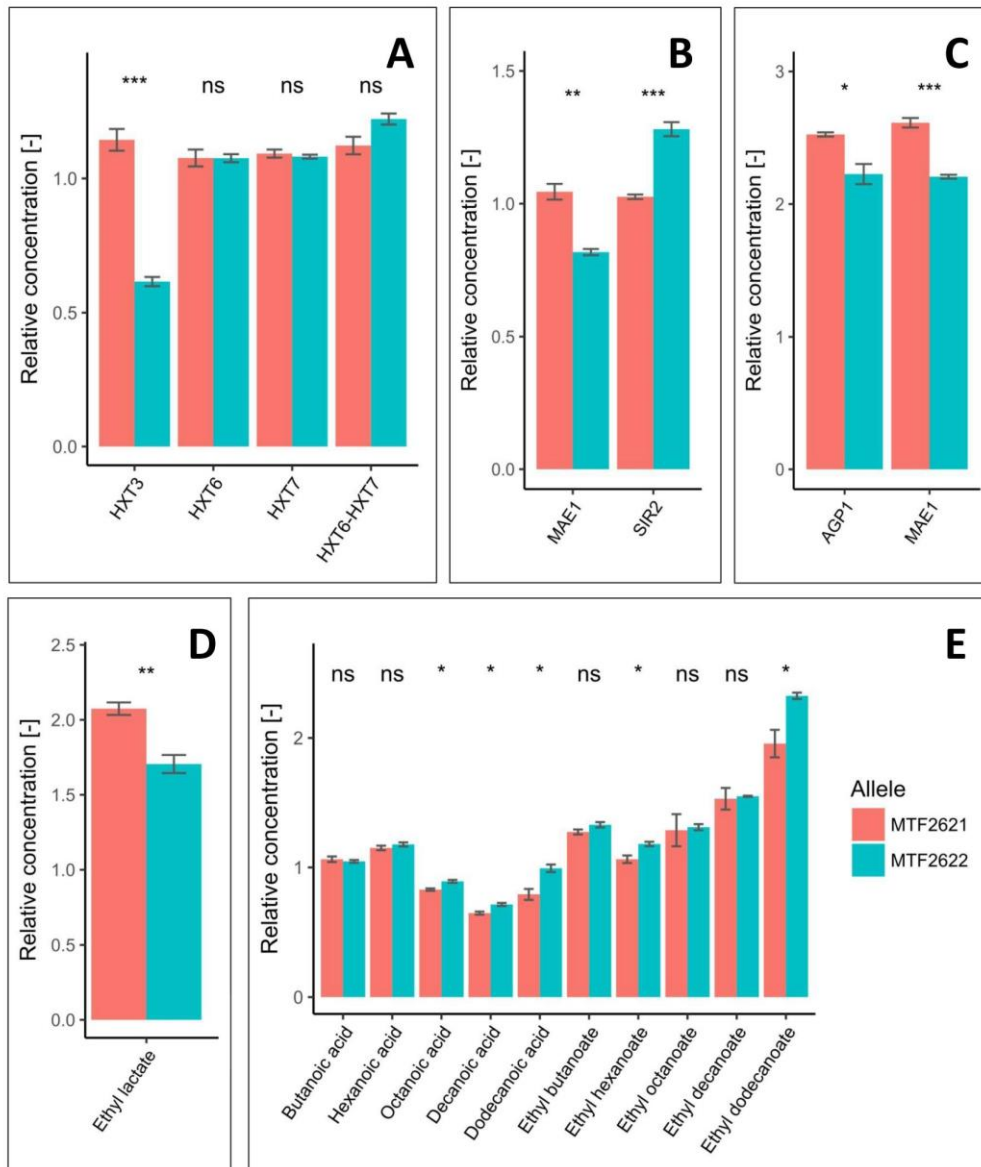 A
Relative concentration [-]
1.0
0.5
0.0
*** ns ns ns
HXT3 HXT6 HXT7 HXT6-HXT7
B
Relative concentration [-]
1.5
1.0
0.5
0.0
** ***
MAE1 SIR2
C
Relative concentration [-]
3
2
1
0
* ***
AGP1 MAE1
D
Relative concentration [-]
2.5
2.0
1.5
1.0
0.5
0.0
**
Ethyl lactate
E
Relative concentration [-]
2
1
0
ns ns * * * ns * ns ns *
Butanoic acid
Hexanoic acid
Octanoic acid
Decanoic acid
Dodecanoic acid
Ethyl butanoate
Ethyl hexanoate
Ethyl octanoate
Ethyl decanoate
Ethyl dodecanoate
Allele
MTF2621
MTF2622